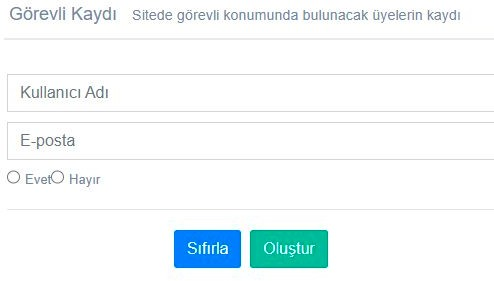 Görevli Kaydı Sitede görevli konumunda bulunacak üyelerin kaydı
Kullanıcı Adı
E-posta
Evet Hayır
Sıfırla Oluştur